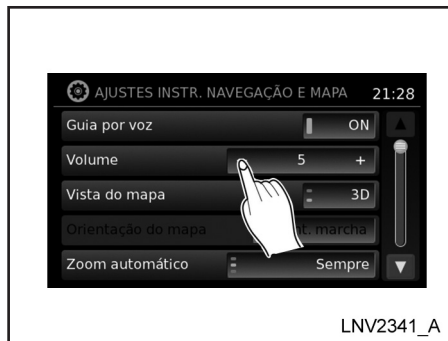 AJUSTES INSTR. NAVEGAÇÃO E MAPA 21:28
Guia por voz ON
Volume 5 +
Vista do mapa 3D
Orientação do mapa marcha
Zoom automático Sempre
LNV2341_A